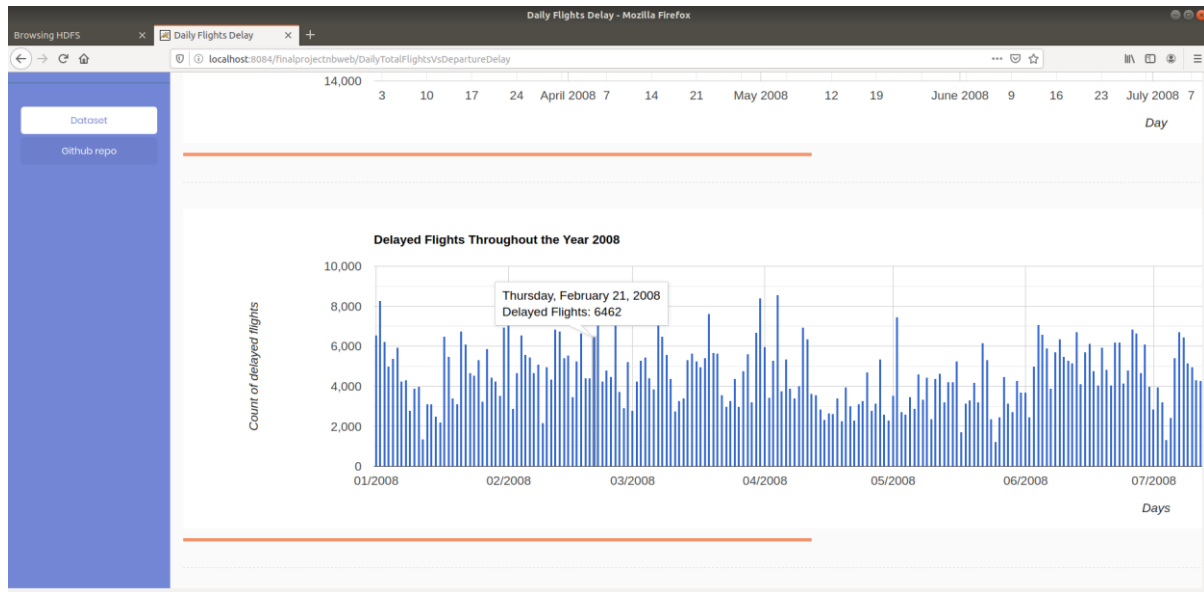 Daily Flights Delay - Mozilla Firefox
Browsing HDFS
Daily Flights Delay
localhost:8084/finalprojectnbweb/DailyTotalFlightsVsDepartureDelay
Dataset
Github repo
14,000
3 10 17 24 April 2008 7 14 21 May 2008 12 19 June 2008 9 16 23 July 2008 7
Day
Delayed Flights Throughout the Year 2008
Count of delayed flights
10,000
8,000
6,000
4,000
2,000
0
Thursday, February 21, 2008
Delayed Flights: 6462
01/2008 02/2008 03/2008 04/2008 05/2008 06/2008 07/2008
Days